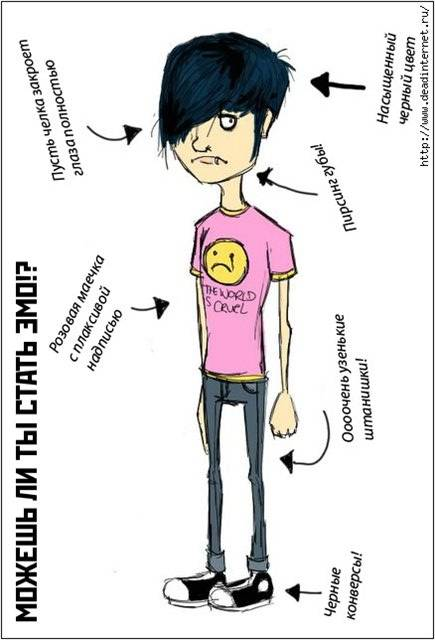 МОЖЕШЬ ЛИ ТЫ СТАТЬ ЭМО!?
Пусть челка закроет
глаза полностью
Насыщенный
черный цвет
Пирсинг губы!
Розовая маечка
с плаксивой
надписью
THE WORLD
IS CRUEL
Ооооочень узенькие
штанишки!
Черные
конверсы!
http://www.deadinternet.ru/